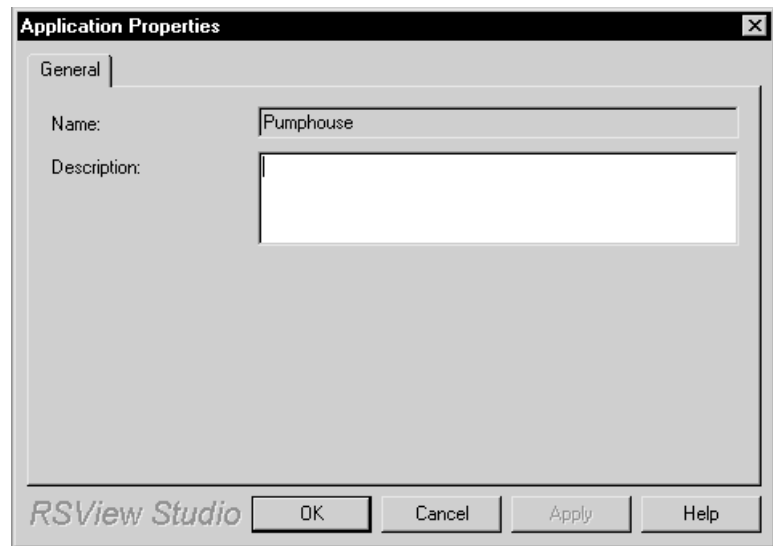 Application Properties
General
Name: Pumphouse
Description:
RSView Studio OK Cancel Apply Help